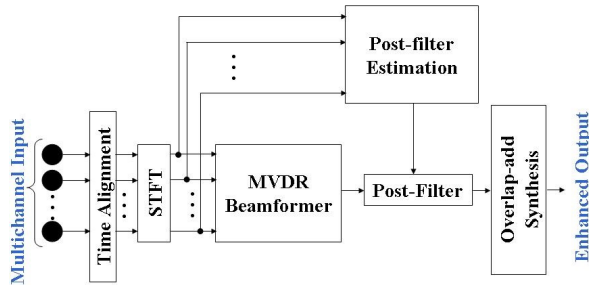 Multichannel Input
Time Alignment
STFT
Post-filter
Estimation
MVDR
Beamformer
Post-Filter
Overlap-add
Synthesis
Enhanced Output